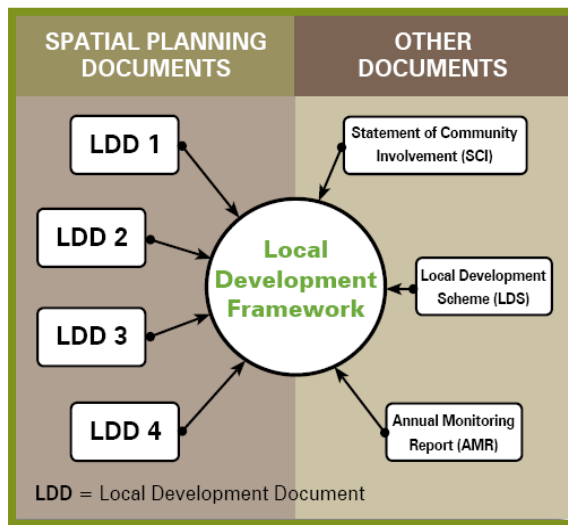 SPATIAL PLANNING
DOCUMENTS
OTHER
DOCUMENTS
LDD 1
LDD 2
LDD 3
LDD 4
Local
Development
Framework
Statement of Community
Involvement (SCI)
Local Development
Scheme (LDS)
Annual Monitoring
Report (AMR)
LDD = Local Development Document